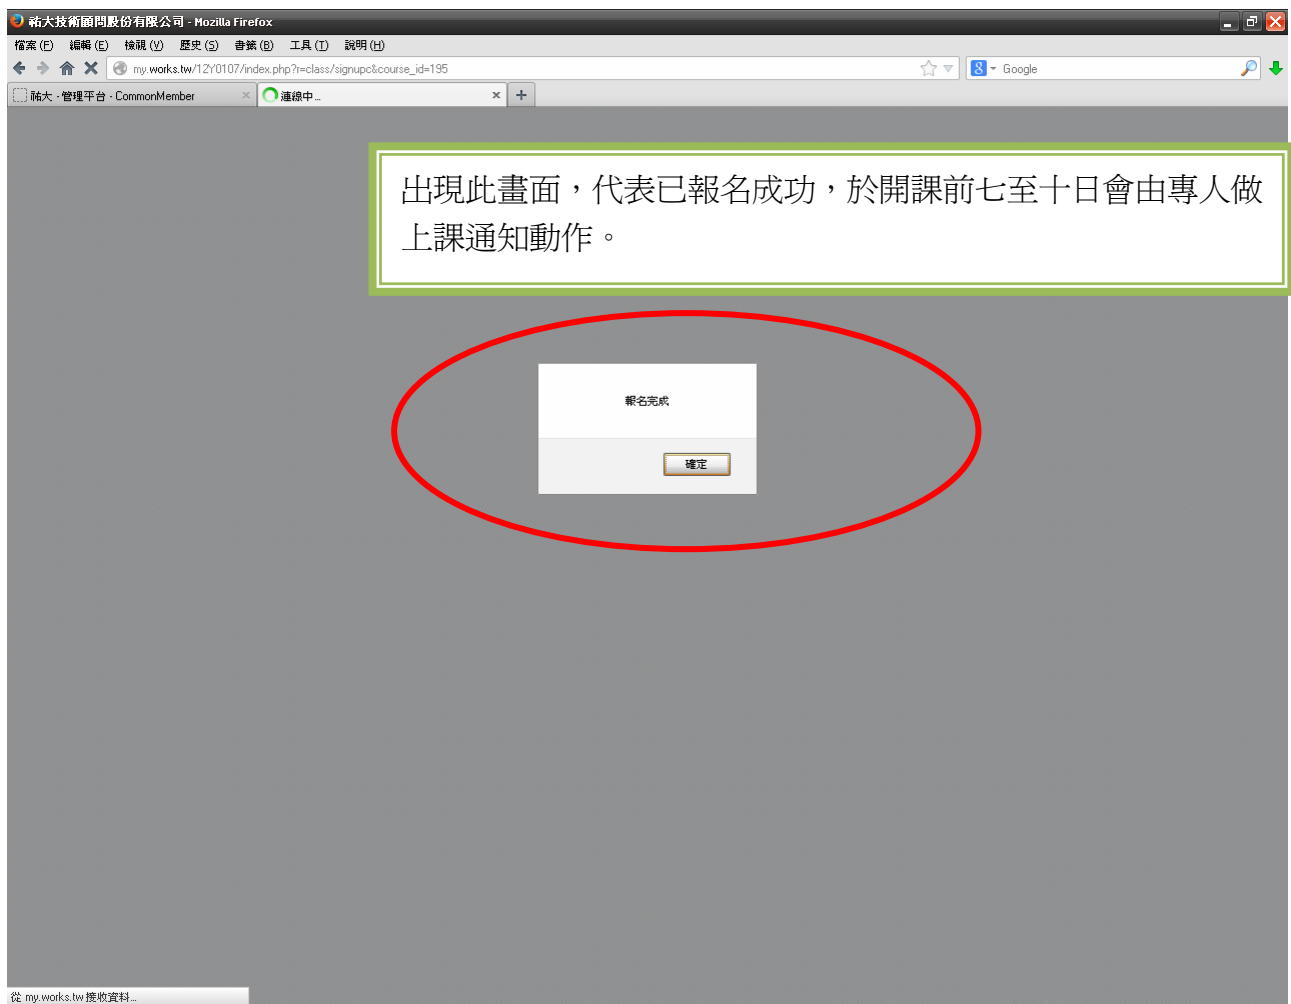 祐大技術顧問股份有限公司 - Mozilla Firefox
檔案(F) 編輯(E) 檢視(V) 歷史(S) 書籤(B) 工具(T) 說明(H)
my.works.tw/12Y0107/index.php?r=class/signupc&course_id=195
Google
祐大 - 管理平台 - CommonMember
連線中...
出現此畫面，代表已報名成功，於開課前七至十日會由專人做
上課通知動作。
報名完成
確定
從 my.works.tw 接收資料...